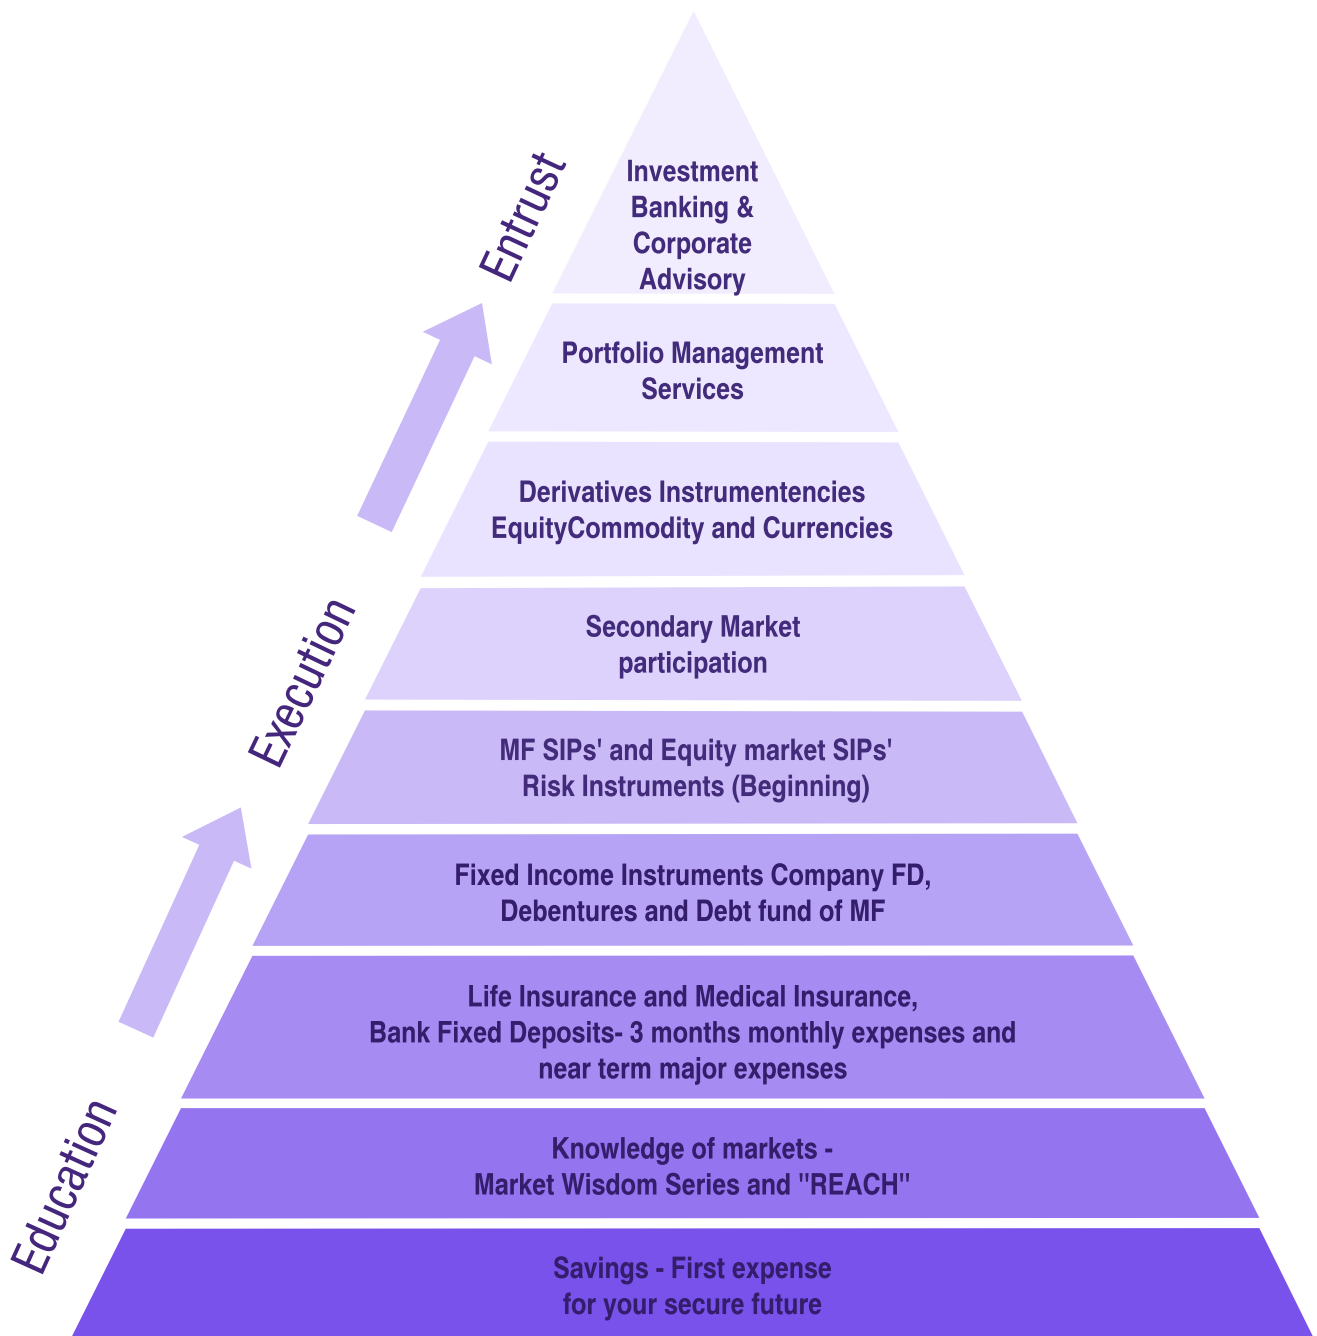 Entrust
Investment
Banking &
Corporate
Advisory
Portfolio Management
Services
Derivatives Instrumentencies
EquityCommodity and Currencies
Execution
Secondary Market
participation
MF SIPs' and Equity market SIPs'
Risk Instruments (Beginning)
Fixed Income Instruments Company FD,
Debentures and Debt fund of MF
Life Insurance and Medical Insurance,
Bank Fixed Deposits- 3 months monthly expenses and
near term major expenses
Education
Knowledge of markets -
Market Wisdom Series and "REACH"
Savings - First expense
for your secure future